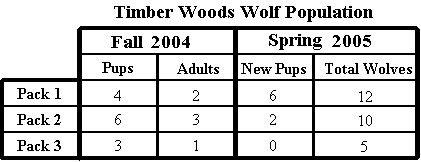 Timber Woods Wolf Population
Fall 2004 Spring 2005
Pups Adults New Pups Total Wolves
Pack 1 4 2 6 12
Pack 2 6 3 2 10
Pack 3 3 1 0 5